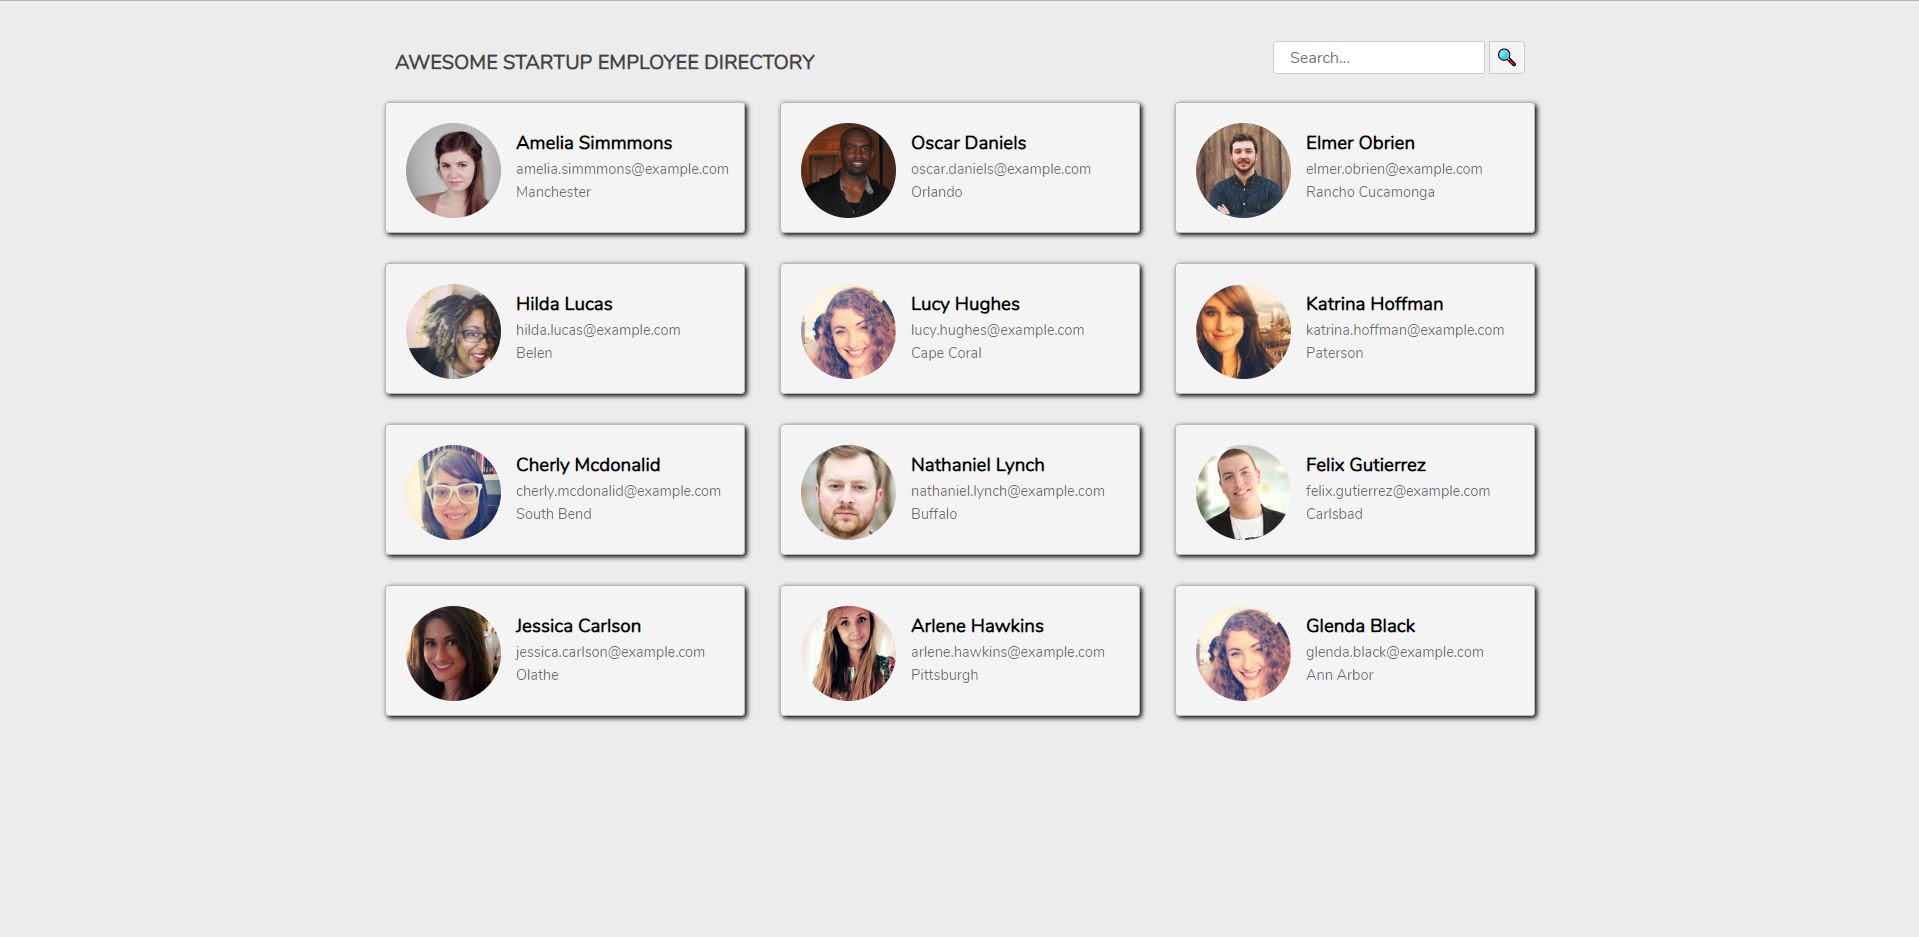 AWESOME STARTUP EMPLOYEE DIRECTORY
Search...
Amelia Simmmons
amelia.simmmons@example.com
Manchester
Oscar Daniels
oscar.daniels@example.com
Orlando
Elmer Obrien
elmer.obrien@example.com
Rancho Cucamonga
Hilda Lucas
hilda.lucas@example.com
Belen
Lucy Hughes
lucy.hughes@example.com
Cape Coral
Katrina Hoffman
katrina.hoffman@example.com
Paterson
Cherly Mcdonalid
cherly.mcdonalid@example.com
South Bend
Nathaniel Lynch
nathaniel.lynch@example.com
Buffalo
Felix Gutierrez
felix.gutierrez@example.com
Carlsbad
Jessica Carlson
jessica.carlson@example.com
Olathe
Arlene Hawkins
arlene.hawkins@example.com
Pittsburgh
Glenda Black
glenda.black@example.com
Ann Arbor